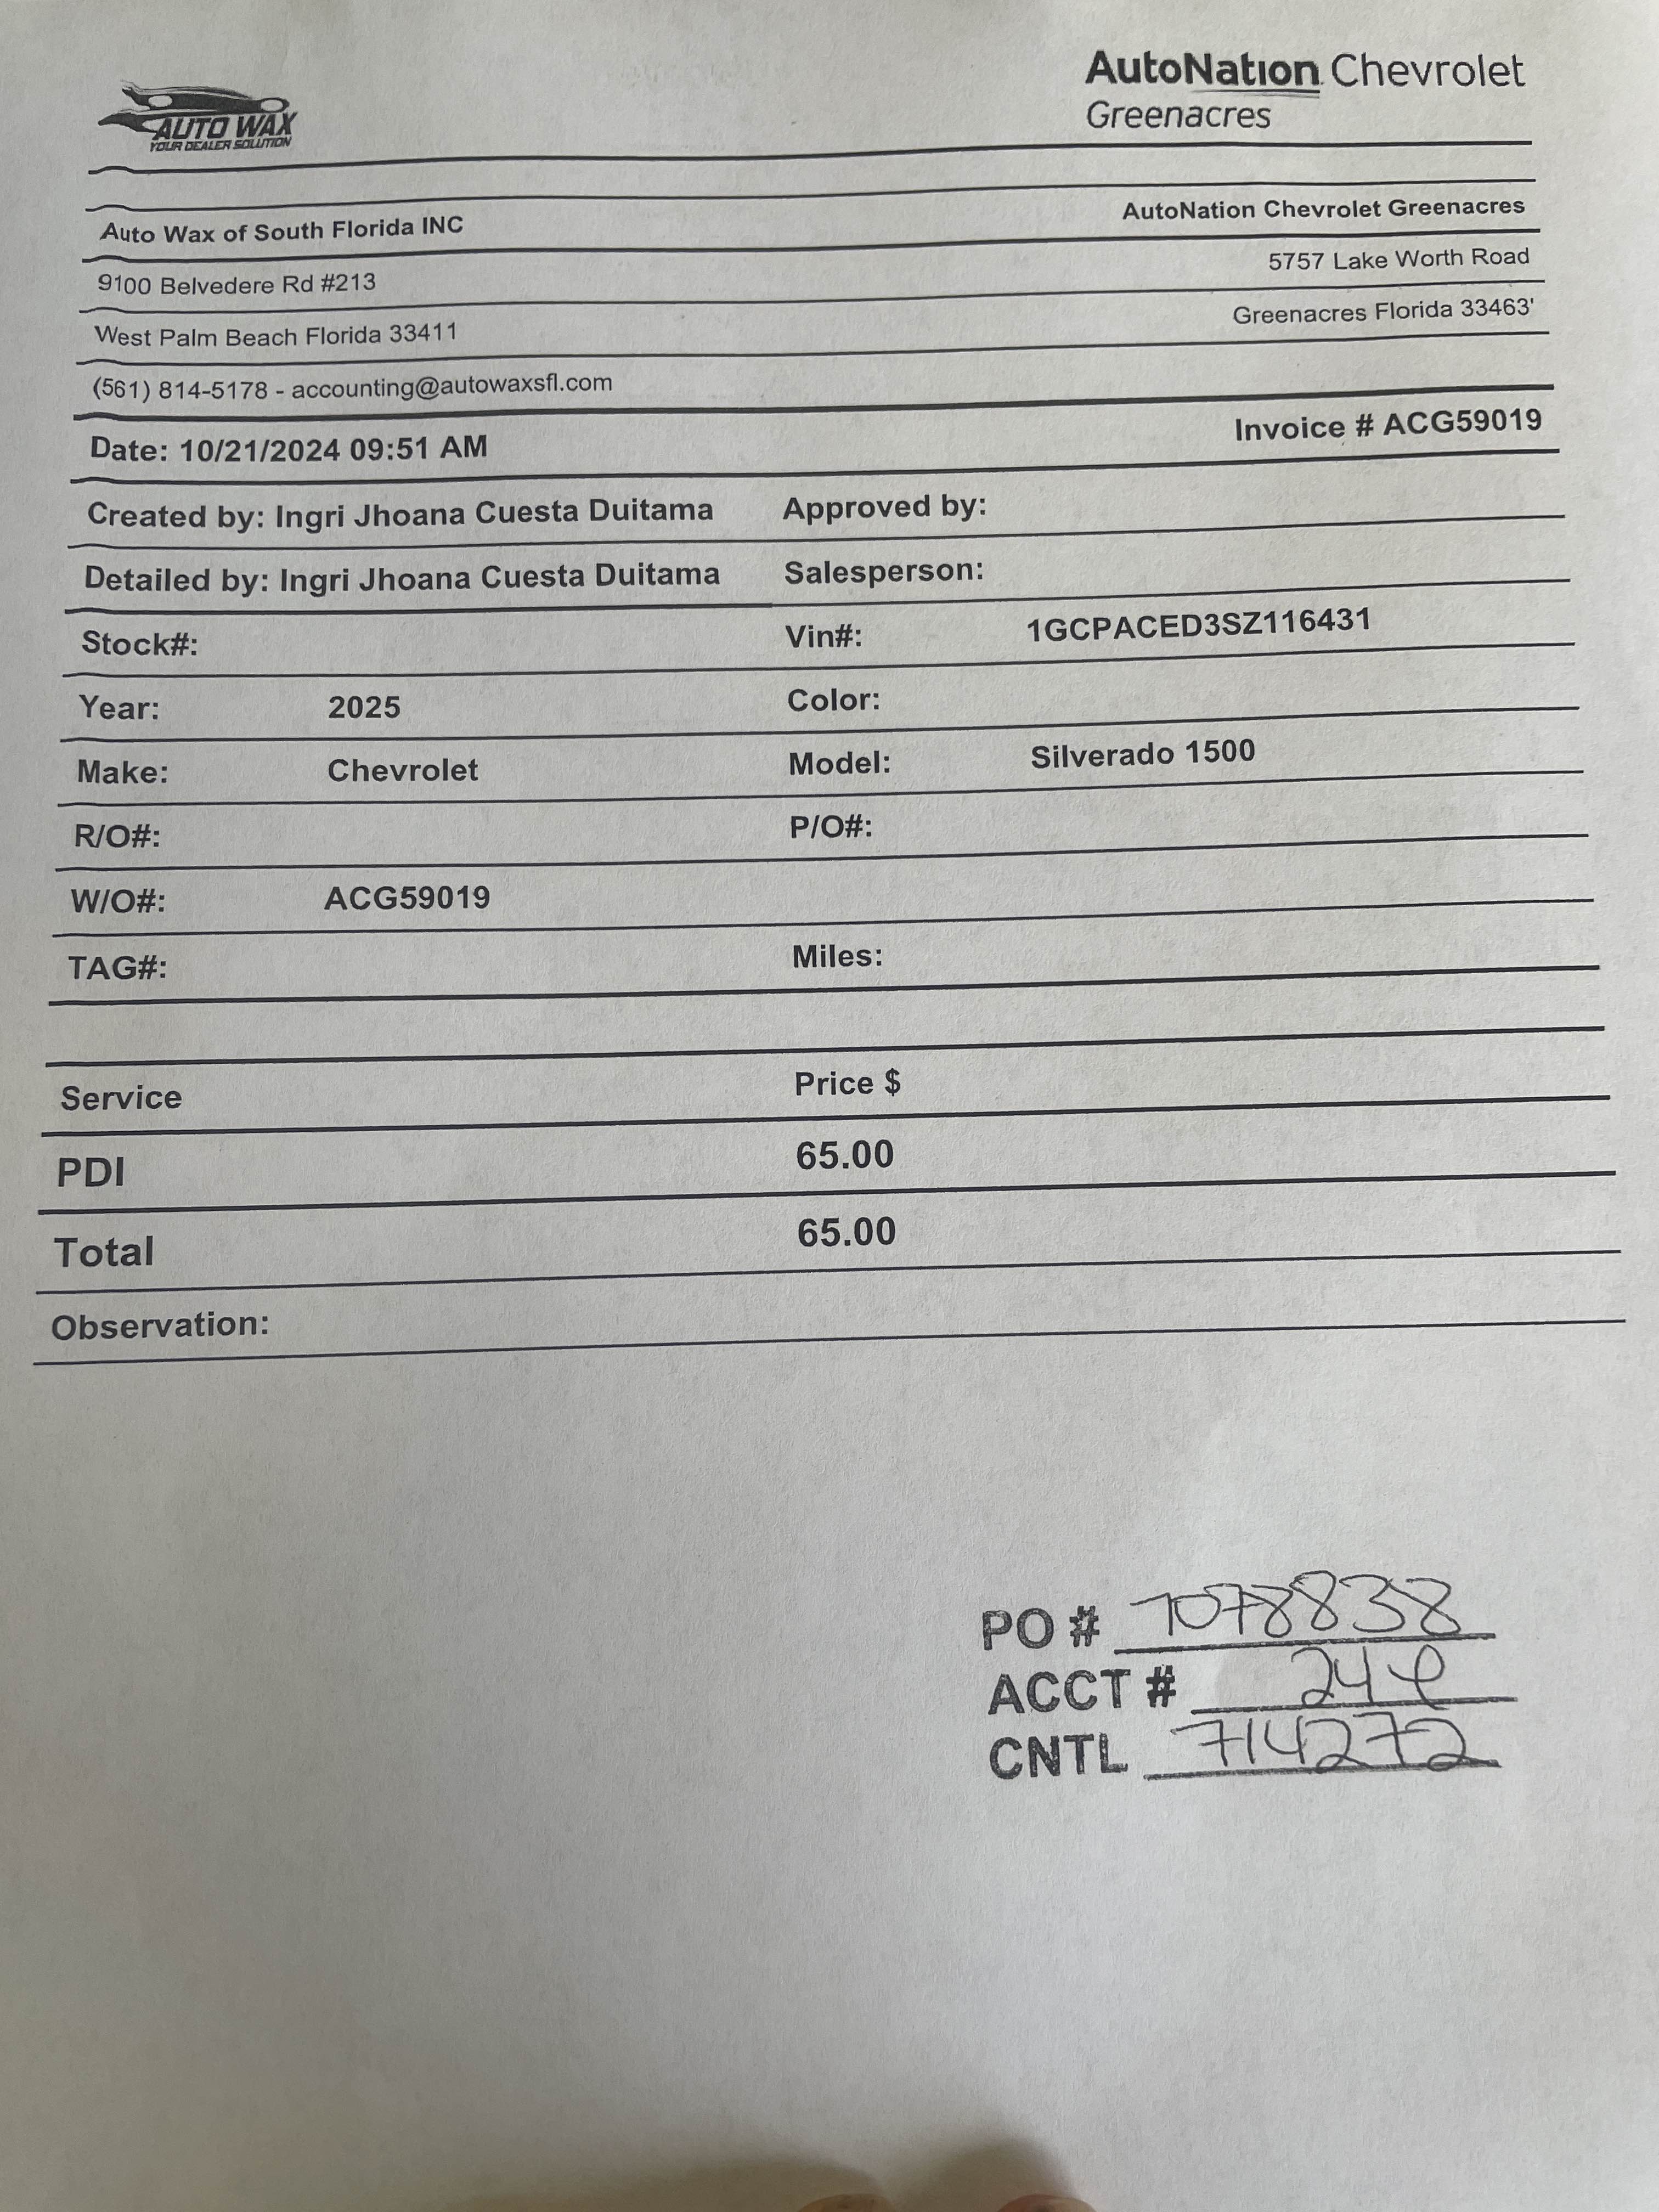 AUTO WAX
YOUR DEALER SOLUTION
AutoNation Chevrolet
Greenacres
Auto Wax of South Florida INC
AutoNation Chevrolet Greenacres
9100 Belvedere Rd #213
5757 Lake Worth Road
West Palm Beach Florida 33411
Greenacres Florida 33463'
(561) 814-5178 - accounting@autowaxsfl.com
Date: 10/21/2024 09:51 AM
Invoice # ACG59019
Created by: Ingri Jhoana Cuesta Duitama
Approved by:
Detailed by: Ingri Jhoana Cuesta Duitama
Salesperson:
Stock#:
Vin#: 1GCPACED3SZ116431
Year: 2025
Color:
Make: Chevrolet
Model: Silverado 1500
R/O#:
P/O#:
W/O#: ACG59019
TAG#:
Miles:
Service Price $
PDI 65.00
Total 65.00
Observation:
PO # 7078838
ACCT #
CNTL 714272